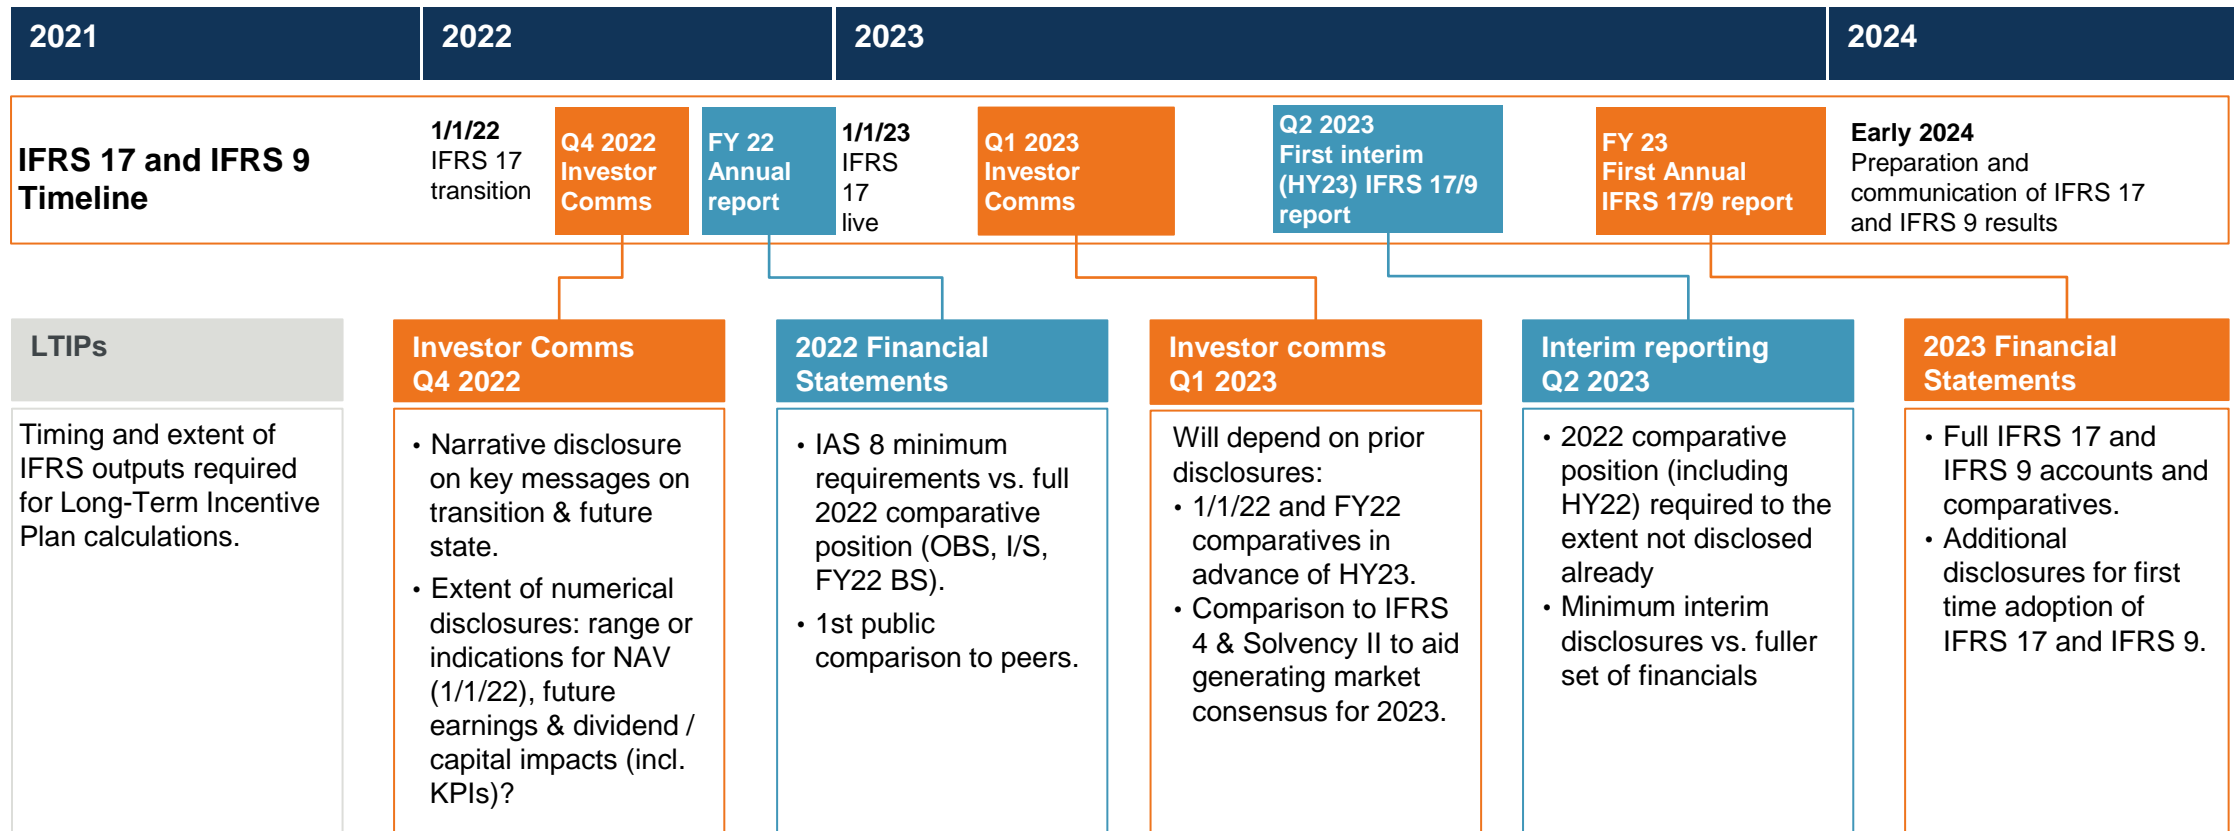 2021
2022
2023
2024
IFRS 17 and IFRS 9
Timeline
1/1/22
IFRS 17
transition
Q4 2022
Investor
Comms
FY 22
Annual
report
1/1/23
IFRS
17
live
Q1 2023
Investor
Comms
Q2 2023
First interim
(HY23) IFRS 17/9
report
FY 23
First Annual
IFRS 17/9 report
Early 2024
Preparation and
communication of IFRS 17
and IFRS 9 results
LTIPs
Timing and extent of
IFRS outputs required
for Long-Term Incentive
Plan calculations.
Investor Comms
Q4 2022
• Narrative disclosure
on key messages on
transition & future
state.
• Extent of numerical
disclosures: range or
indications for NAV
(1/1/22), future
earnings & dividend /
capital impacts (incl.
KPIs)?
2022 Financial
Statements
• IAS 8 minimum
requirements vs. full
2022 comparative
position (OBS, I/S,
FY22 BS).
• 1st public
comparison to peers.
Investor comms
Q1 2023
Will depend on prior
disclosures:
• 1/1/22 and FY22
comparatives in
advance of HY23.
• Comparison to IFRS
4 & Solvency II to aid
generating market
consensus for 2023.
Interim reporting
Q2 2023
• 2022 comparative
position (including
HY22) required to the
extent not disclosed
already
• Minimum interim
disclosures vs. fuller
set of financials
2023 Financial
Statements
• Full IFRS 17 and
IFRS 9 accounts and
comparatives.
• Additional
disclosures for first
time adoption of
IFRS 17 and IFRS 9.